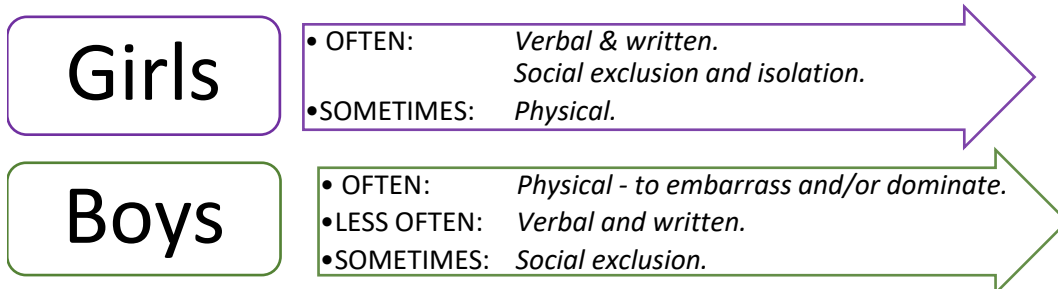 Girls
• OFTEN: Verbal & written.
Social exclusion and isolation.
•SOMETIMES: Physical.
Boys
• OFTEN: Physical - to embarrass and/or dominate.
•LESS OFTEN: Verbal and written.
•SOMETIMES: Social exclusion.